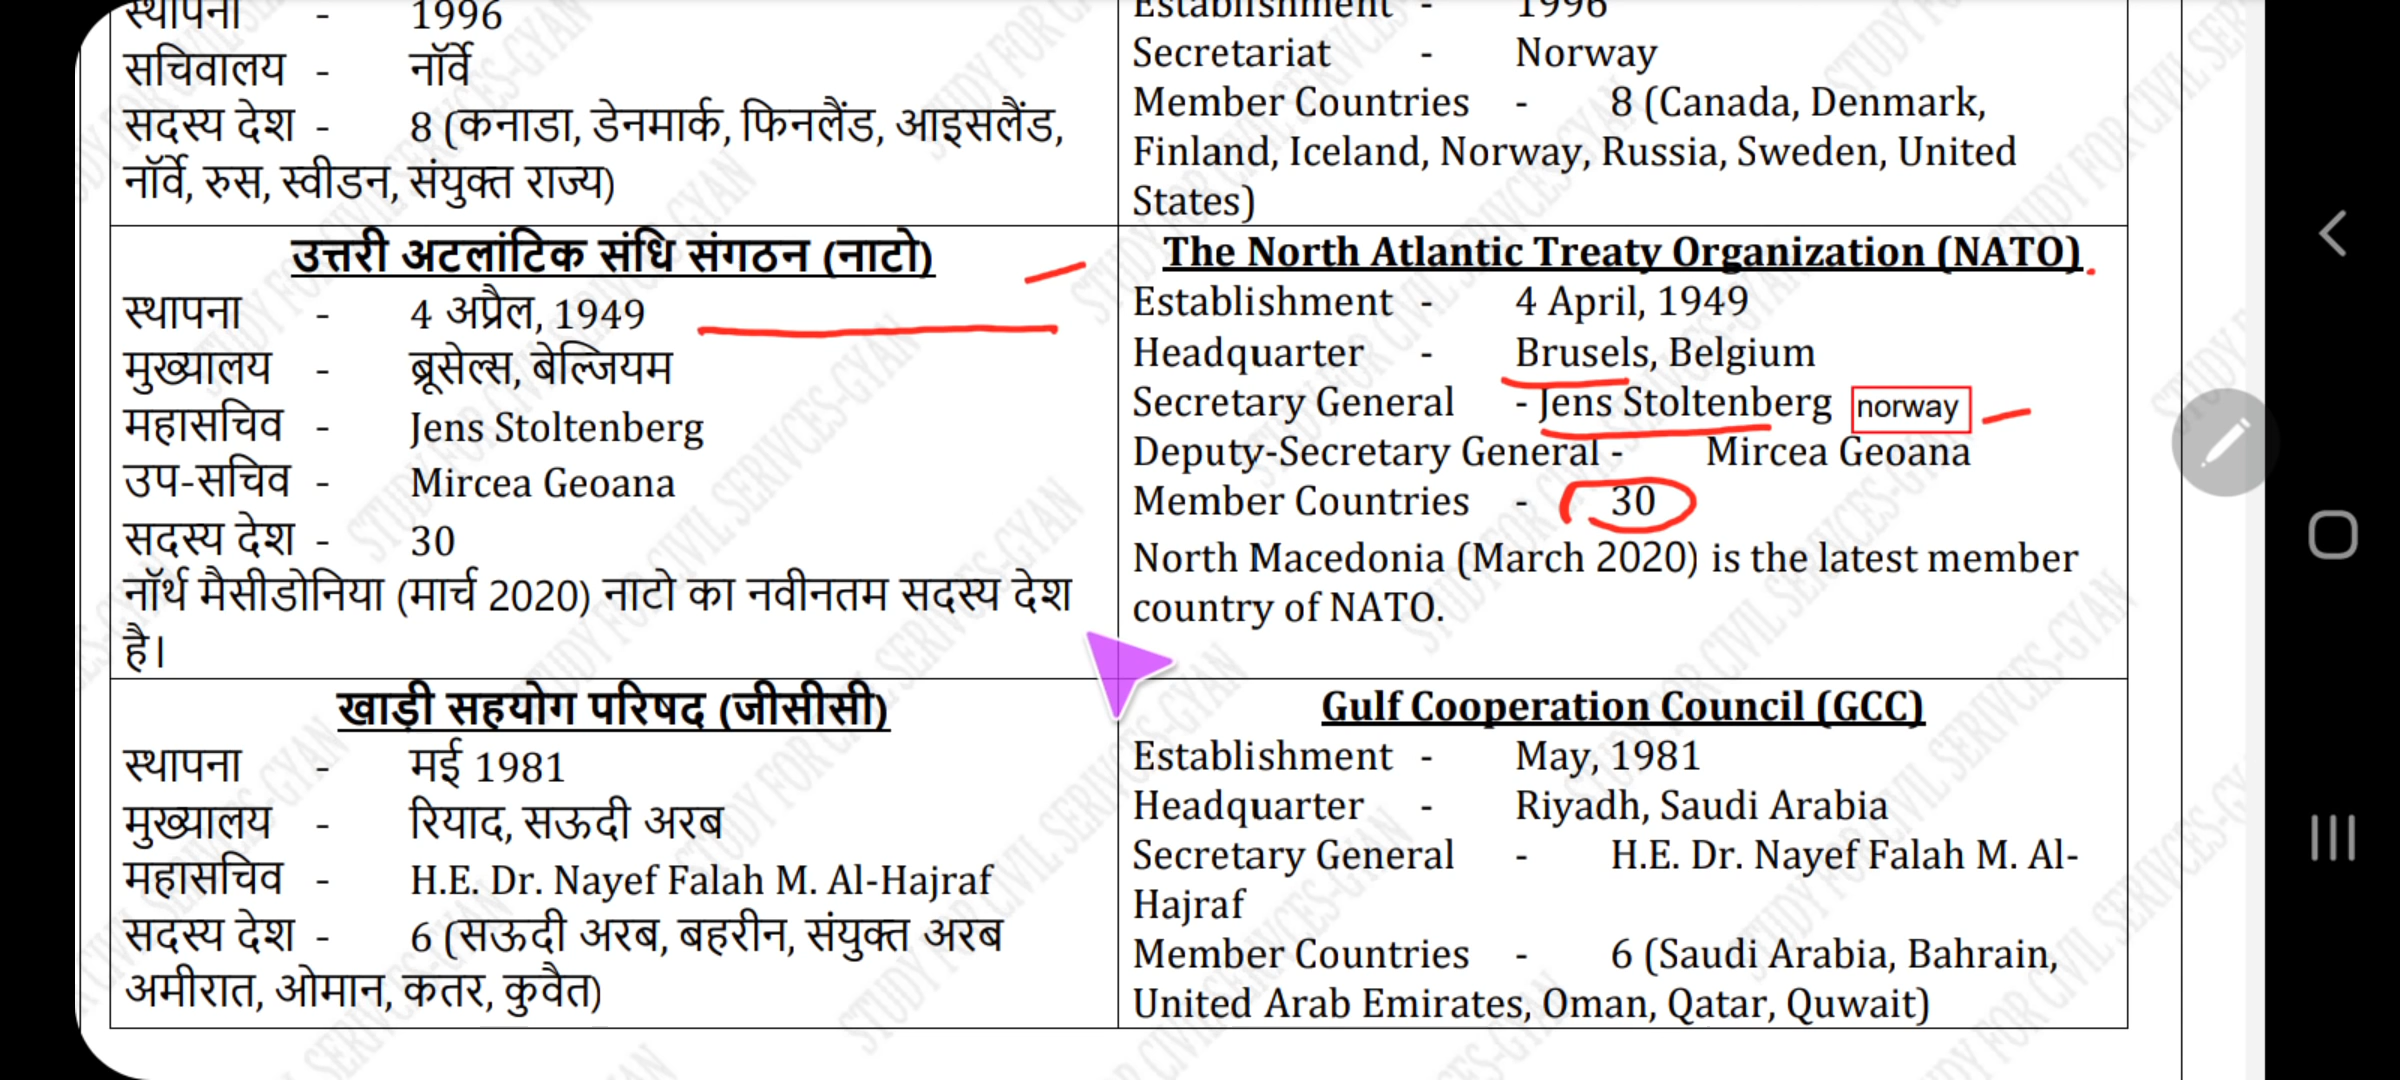 स्थापना - 1996
सचिवालय - नॉर्वे
सदस्य देश - 8 (कनाडा, डेनमार्क, फिनलैंड, आइसलैंड,
नॉर्वे, रुस, स्वीडन, संयुक्त राज्य)
Establishment - 1996
Secretariat - Norway
Member Countries - 8 (Canada, Denmark,
Finland, Iceland, Norway, Russia, Sweden, United
States)
उत्तरी अटलांटिक संधि संगठन (नाटो)
स्थापना - 4 अप्रैल, 1949
मुख्यालय - ब्रूसेल्स, बेल्जियम
महासचिव - Jens Stoltenberg
उप-सचिव - Mircea Geoana
सदस्य देश - 30
नॉर्थ मैसीडोनिया (मार्च 2020) नाटो का नवीनतम सदस्य देश
है।
The North Atlantic Treaty Organization (NATO)
Establishment - 4 April, 1949
Headquarter - Brusels, Belgium
Secretary General - Jens Stoltenberg norway
Deputy-Secretary General - Mircea Geoana
Member Countries - 30
North Macedonia (March 2020) is the latest member
country of NATO.
खाड़ी सहयोग परिषद (जीसीसी)
स्थापना - मई 1981
मुख्यालय - रियाद, सऊदी अरब
महासचिव - H.E. Dr. Nayef Falah M. Al-Hajraf
सदस्य देश - 6 (सऊदी अरब, बहरीन, संयुक्त अरब
अमीरात, ओमान, कतर, कुवैत)
Gulf Cooperation Council (GCC)
Establishment - May, 1981
Headquarter - Riyadh, Saudi Arabia
Secretary General - H.E. Dr. Nayef Falah M. Al-
Hajraf
Member Countries - 6 (Saudi Arabia, Bahrain,
United Arab Emirates, Oman, Qatar, Quwait)
STUDY FOR CIVIL SERIVCES-GYAN